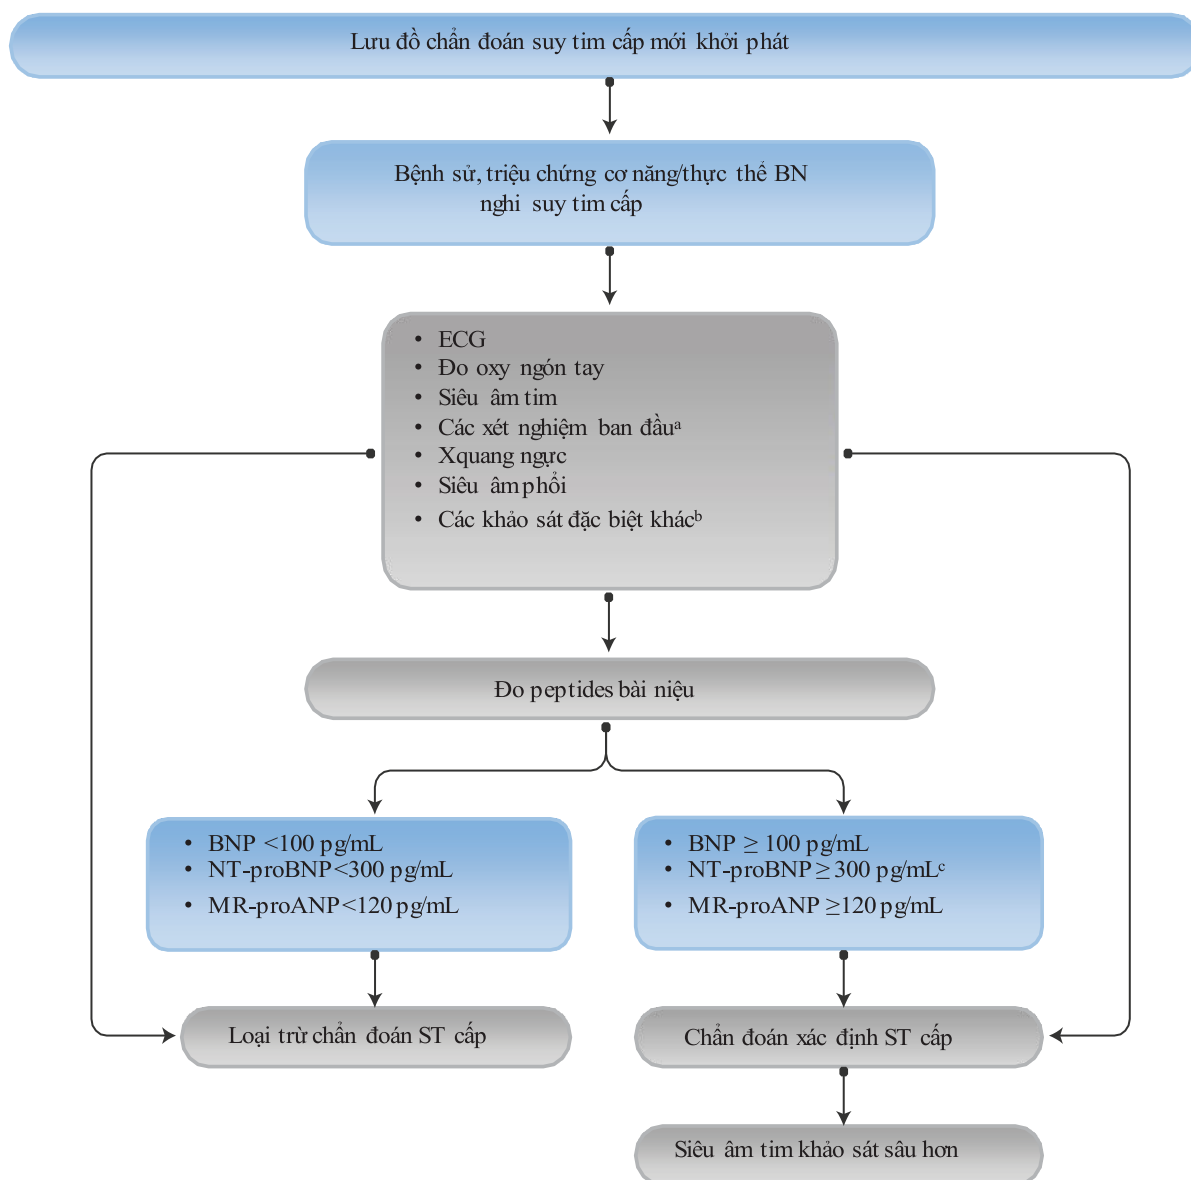 Lưu đồ chẩn đoán suy tim cấp mới khởi phát
Bệnh sử, triệu chứng cơ năng/thực thể BN
nghi suy tim cấp
• ECG
• Đo oxy ngón tay
• Siêu âm tim
• Các xét nghiệm ban đầuᵃ
• Xquang ngực
• Siêu âm phổi
• Các khảo sát đặc biệt khácᵇ
Đo peptides bài niệu
• BNP <100 pg/mL
• NT-proBNP<300 pg/mL
• MR-proANP<120 pg/mL
• BNP ≥ 100 pg/mL
• NT-proBNP ≥ 300 pg/mLᶜ
• MR-proANP ≥120 pg/mL
Loại trừ chẩn đoán ST cấp
Chẩn đoán xác định ST cấp
Siêu âm tim khảo sát sâu hơn